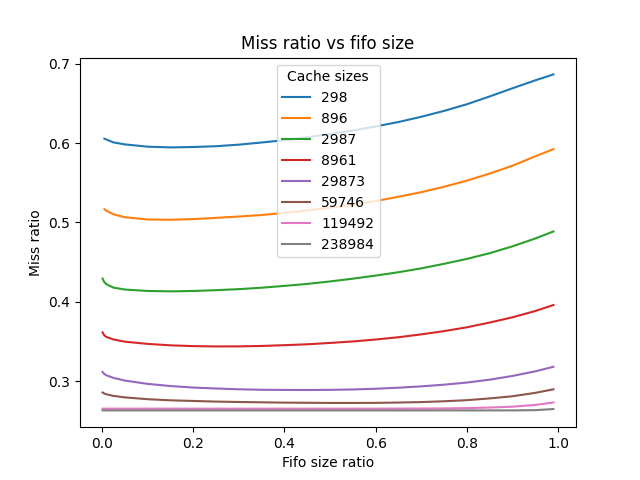 Miss ratio vs fifo size
Cache sizes
298
896
2987
8961
29873
59746
119492
238984
Miss ratio
0.7
0.6
0.5
0.4
0.3
0.0 0.2 0.4 0.6 0.8 1.0
Fifo size ratio